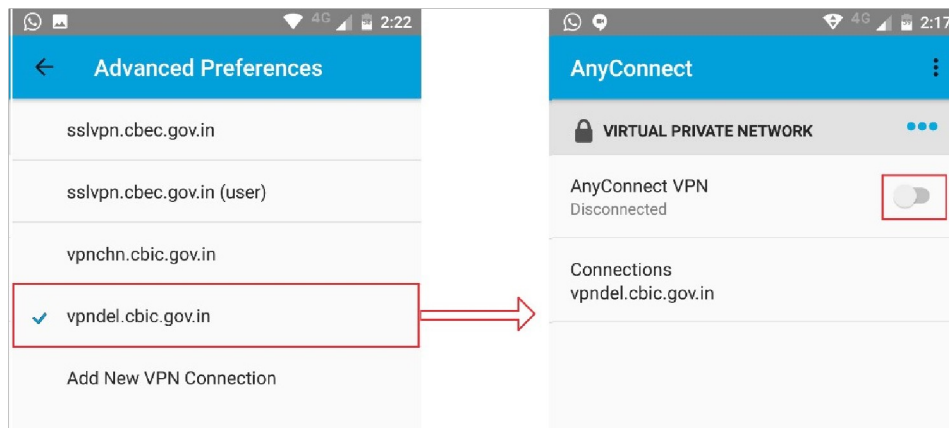 4G 2:22
Advanced Preferences
sslvpn.cbec.gov.in
sslvpn.cbec.gov.in (user)
vpnchn.cbic.gov.in
vpndel.cbic.gov.in
Add New VPN Connection
4G 2:17
AnyConnect
VIRTUAL PRIVATE NETWORK
AnyConnect VPN
Disconnected
Connections
vpndel.cbic.gov.in